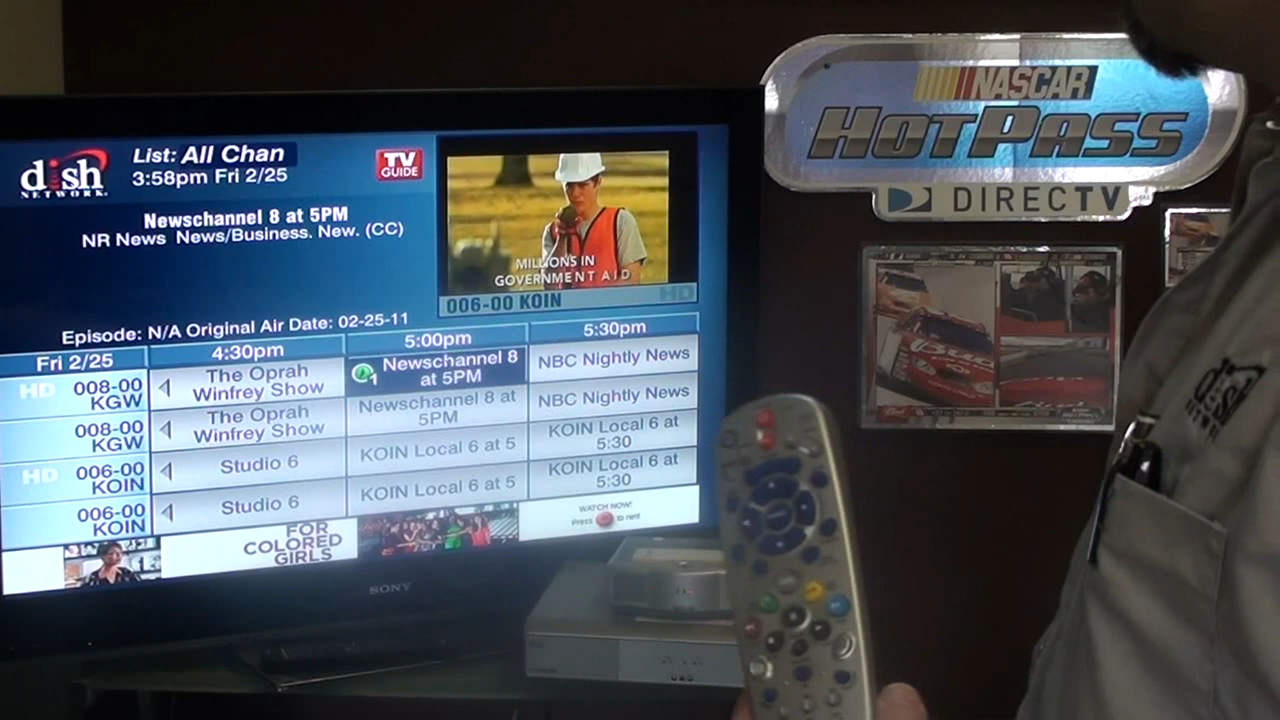 dish
NETWORK.
List: All Chan
3:58pm Fri 2/25
TV
GUIDE
Newschannel 8 at 5PM
NR News News/Business. New. (CC)
MILLIONS IN
GOVERNMENT AID
006-00 KOIN HD
Episode: N/A Original Air Date: 02-25-11
Fri 2/25 4:30pm 5:00pm 5:30pm
HD 008-00
KGW
The Oprah
Winfrey Show
1 Newschannel 8
at 5PM
NBC Nightly News
008-00
KGW
The Oprah
Winfrey Show
Newschannel 8 at
5PM
NBC Nightly News
HD 006-00
KOIN
Studio 6
KOIN Local 6 at 5
KOIN Local 6 at
5:30
006-00
KOIN
Studio 6
KOIN Local 6 at 5
KOIN Local 6 at
5:30
FOR
COLORED
GIRLS
WATCH NOW!
Press to rent
SONY
NASCAR
HOTPASS
DIRECTV
Bud
dish